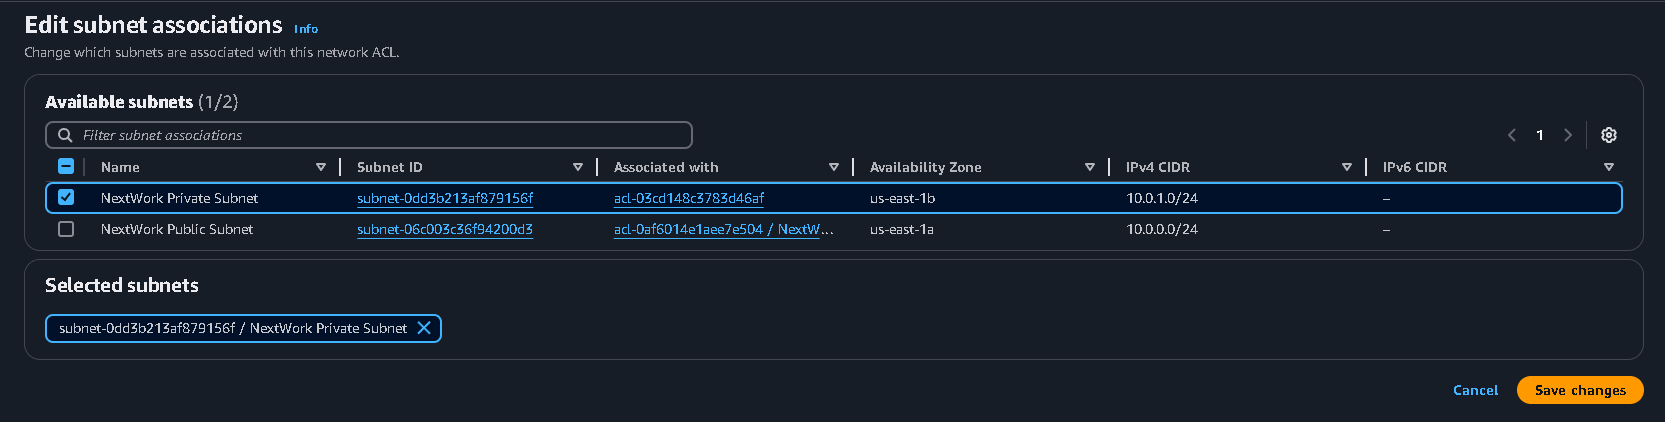 Edit subnet associations Info
Change which subnets are associated with this network ACL.
Available subnets (1/2)
Filter subnet associations
1
Name Subnet ID Associated with Availability Zone IPv4 CIDR IPv6 CIDR
NextWork Private Subnet subnet-0dd3b213af879156f acl-03cd148c3783d46af us-east-1b 10.0.1.0/24 –
NextWork Public Subnet subnet-06c003c36f94200d3 acl-0af6014e1aee7e504 / NextW... us-east-1a 10.0.0.0/24 –
Selected subnets
subnet-0dd3b213af879156f / NextWork Private Subnet
Cancel Save changes